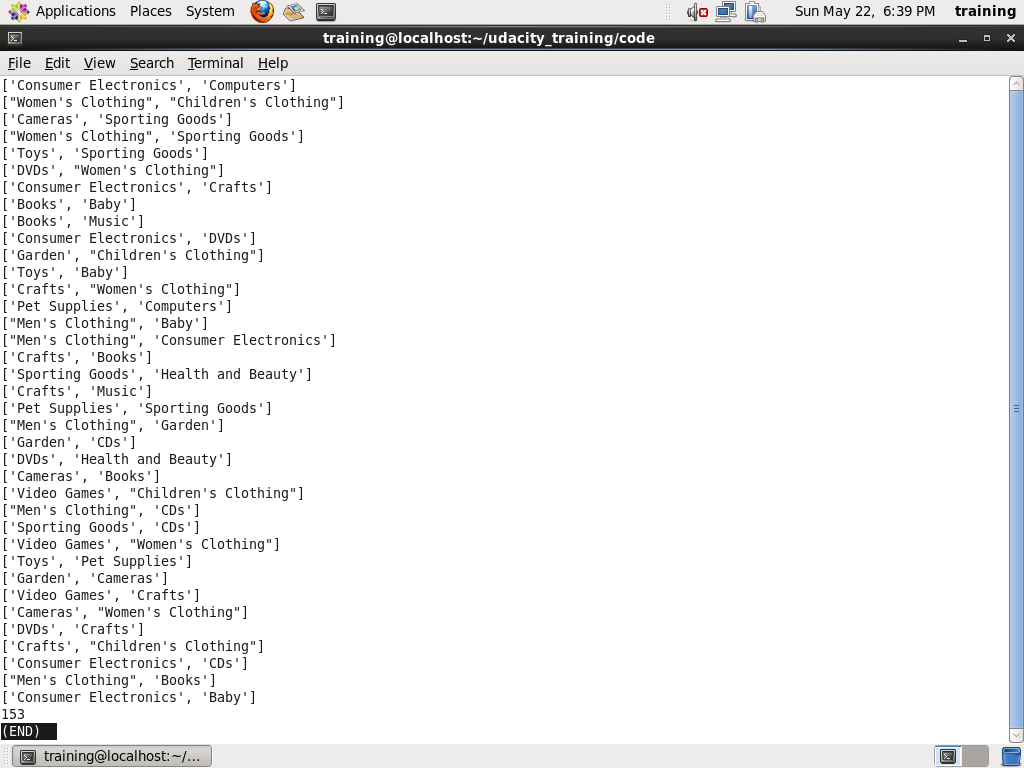 Applications Places System Sun May 22, 6:39 PM training
training@localhost:~/udacity_training/code
File Edit View Search Terminal Help
['Consumer Electronics', 'Computers']
["Women's Clothing", "Children's Clothing"]
['Cameras', 'Sporting Goods']
["Women's Clothing", 'Sporting Goods']
['Toys', 'Sporting Goods']
['DVDs', "Women's Clothing"]
['Consumer Electronics', 'Crafts']
['Books', 'Baby']
['Books', 'Music']
['Consumer Electronics', 'DVDs']
['Garden', "Children's Clothing"]
['Toys', 'Baby']
['Crafts', "Women's Clothing"]
['Pet Supplies', 'Computers']
["Men's Clothing", 'Baby']
["Men's Clothing", 'Consumer Electronics']
['Crafts', 'Books']
['Sporting Goods', 'Health and Beauty']
['Crafts', 'Music']
['Pet Supplies', 'Sporting Goods']
["Men's Clothing", 'Garden']
['Garden', 'CDs']
['DVDs', 'Health and Beauty']
['Cameras', 'Books']
['Video Games', "Children's Clothing"]
["Men's Clothing", 'CDs']
['Sporting Goods', 'CDs']
['Video Games', "Women's Clothing"]
['Toys', 'Pet Supplies']
['Garden', 'Cameras']
['Video Games', 'Crafts']
['Cameras', "Women's Clothing"]
['DVDs', 'Crafts']
['Crafts', "Children's Clothing"]
['Consumer Electronics', 'CDs']
["Men's Clothing", 'Books']
['Consumer Electronics', 'Baby']
153
(END)
training@localhost:~/...